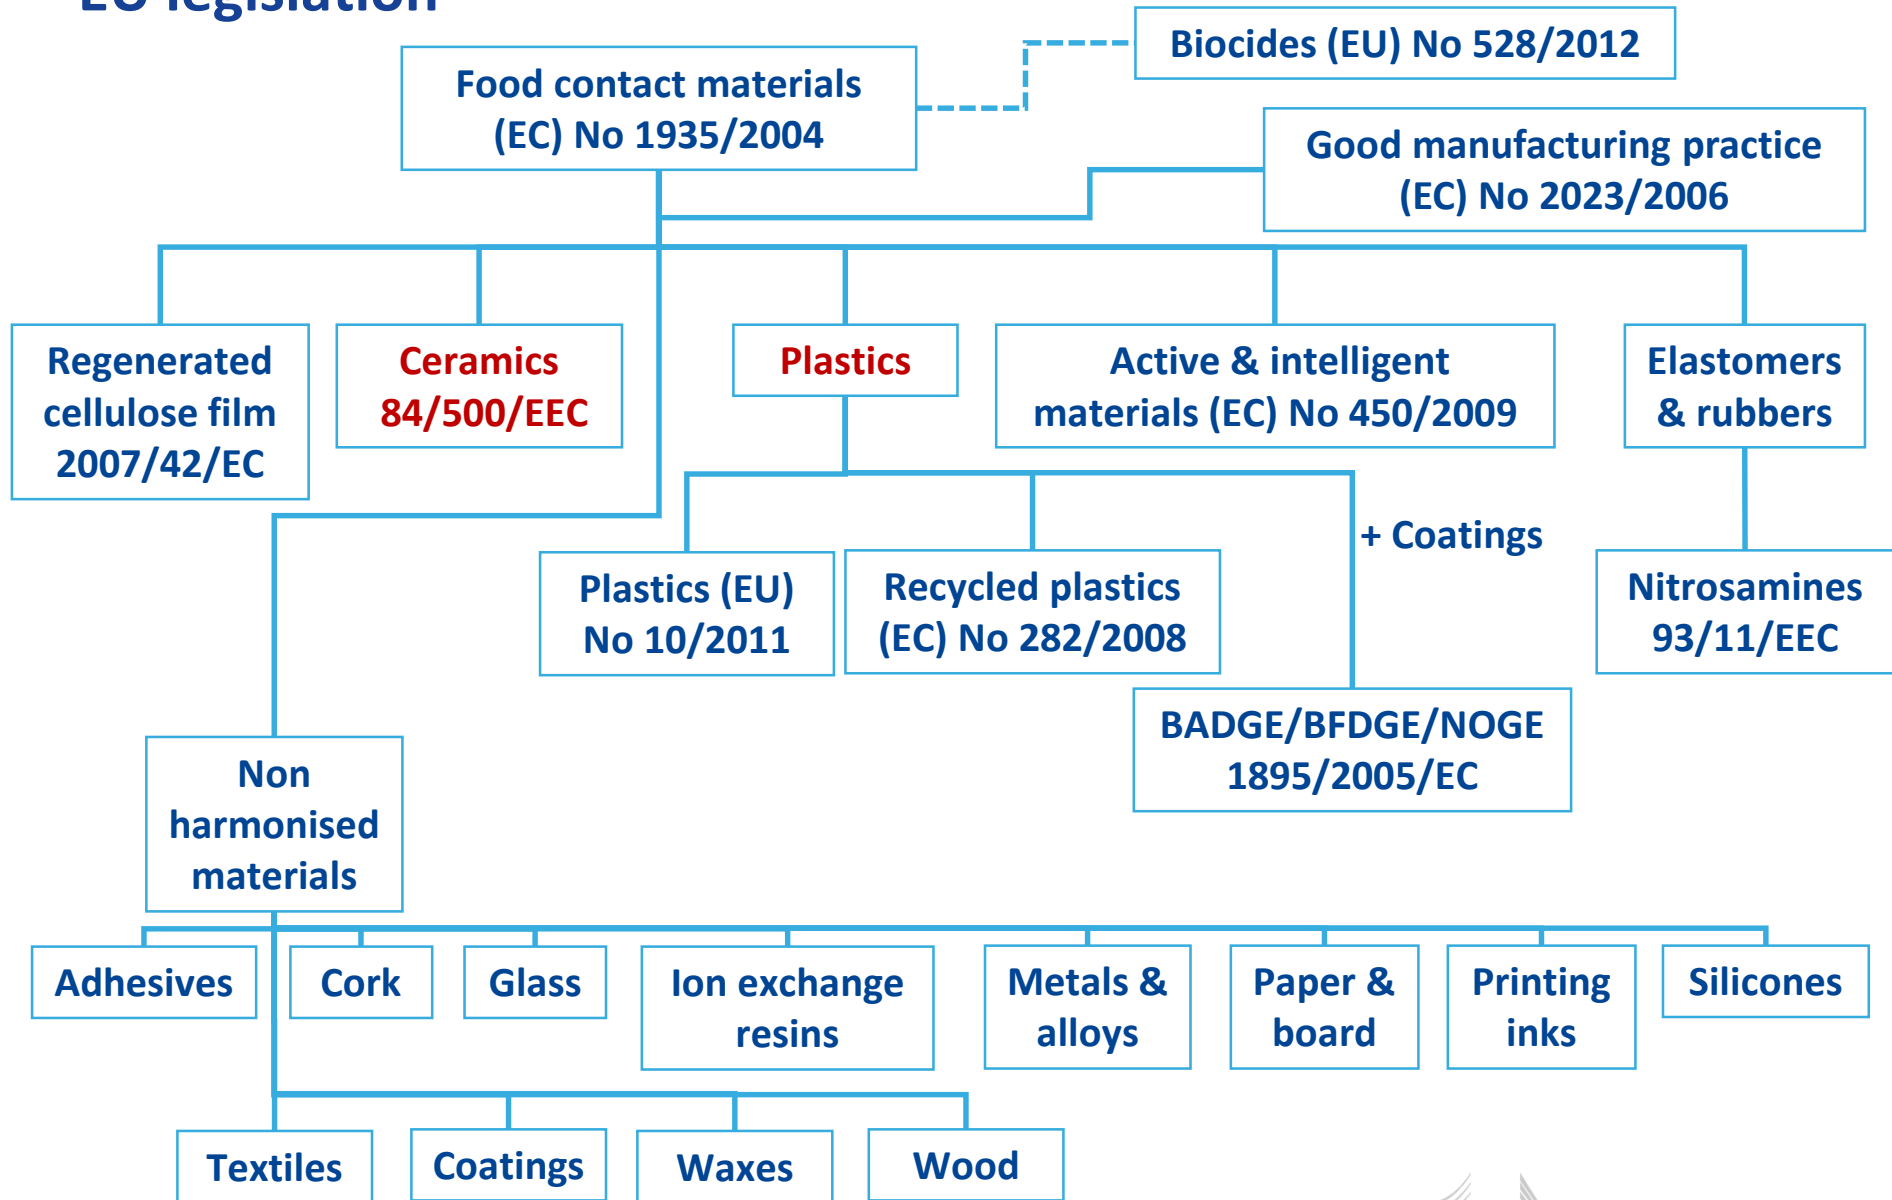 EU legislation
Biocides (EU) No 528/2012
Food contact materials
(EC) No 1935/2004
Good manufacturing practice
(EC) No 2023/2006
Regenerated
cellulose film
2007/42/EC
Ceramics
84/500/EEC
Plastics
Active & intelligent
materials (EC) No 450/2009
Elastomers
& rubbers
+ Coatings
Plastics (EU)
No 10/2011
Recycled plastics
(EC) No 282/2008
Nitrosamines
93/11/EEC
BADGE/BFDGE/NOGE
1895/2005/EC
Non
harmonised
materials
Adhesives
Cork
Glass
Ion exchange
resins
Metals &
alloys
Paper &
board
Printing
inks
Silicones
Textiles
Coatings
Waxes
Wood